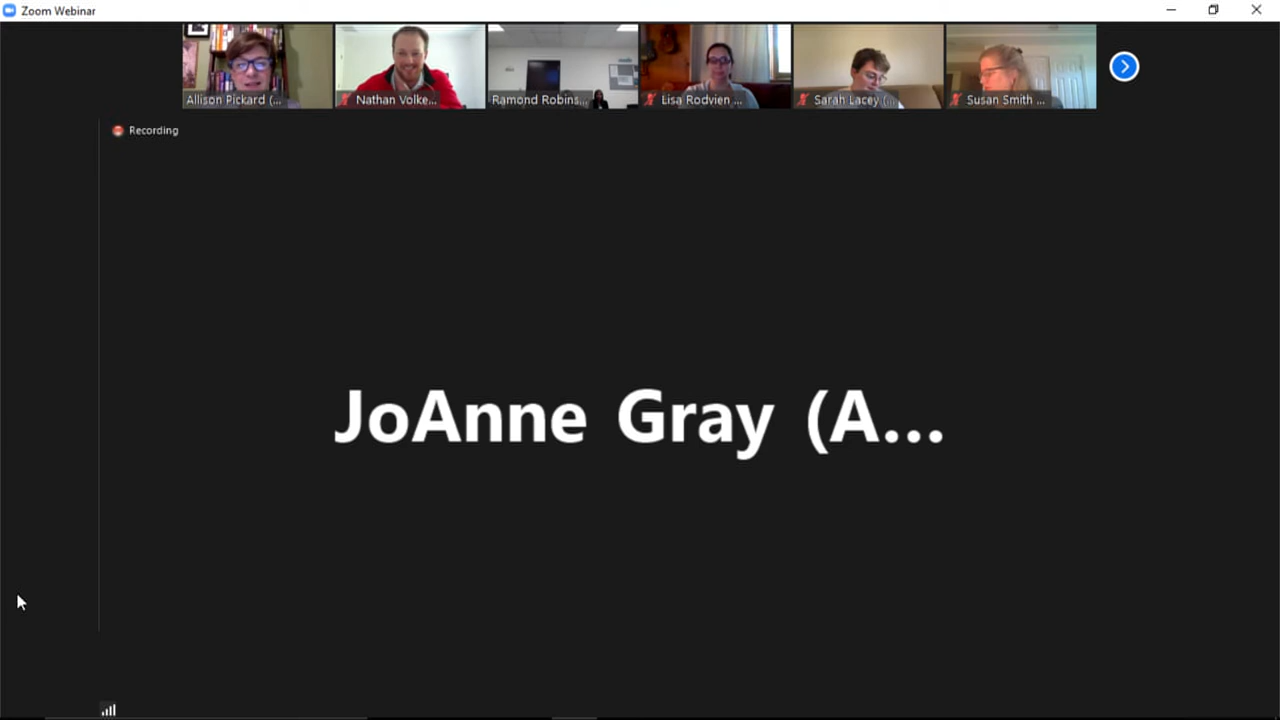 Zoom Webinar
Allison Pickard (...
Nathan Volke...
Ramond Robins...
Lisa Rodvien ...
Sarah Lacey (...
Susan Smith ...
Recording
JoAnne Gray (A...